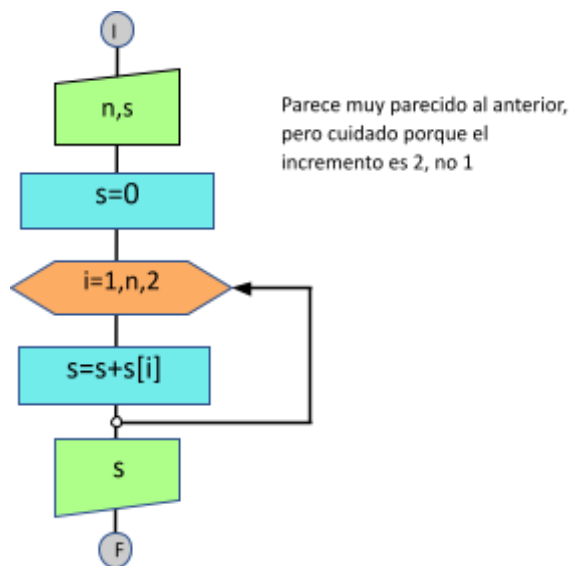 I
n,s
Parece muy parecido al anterior,
pero cuidado porque el
incremento es 2, no 1
s=0
i=1,n,2
s=s+s[i]
s
F